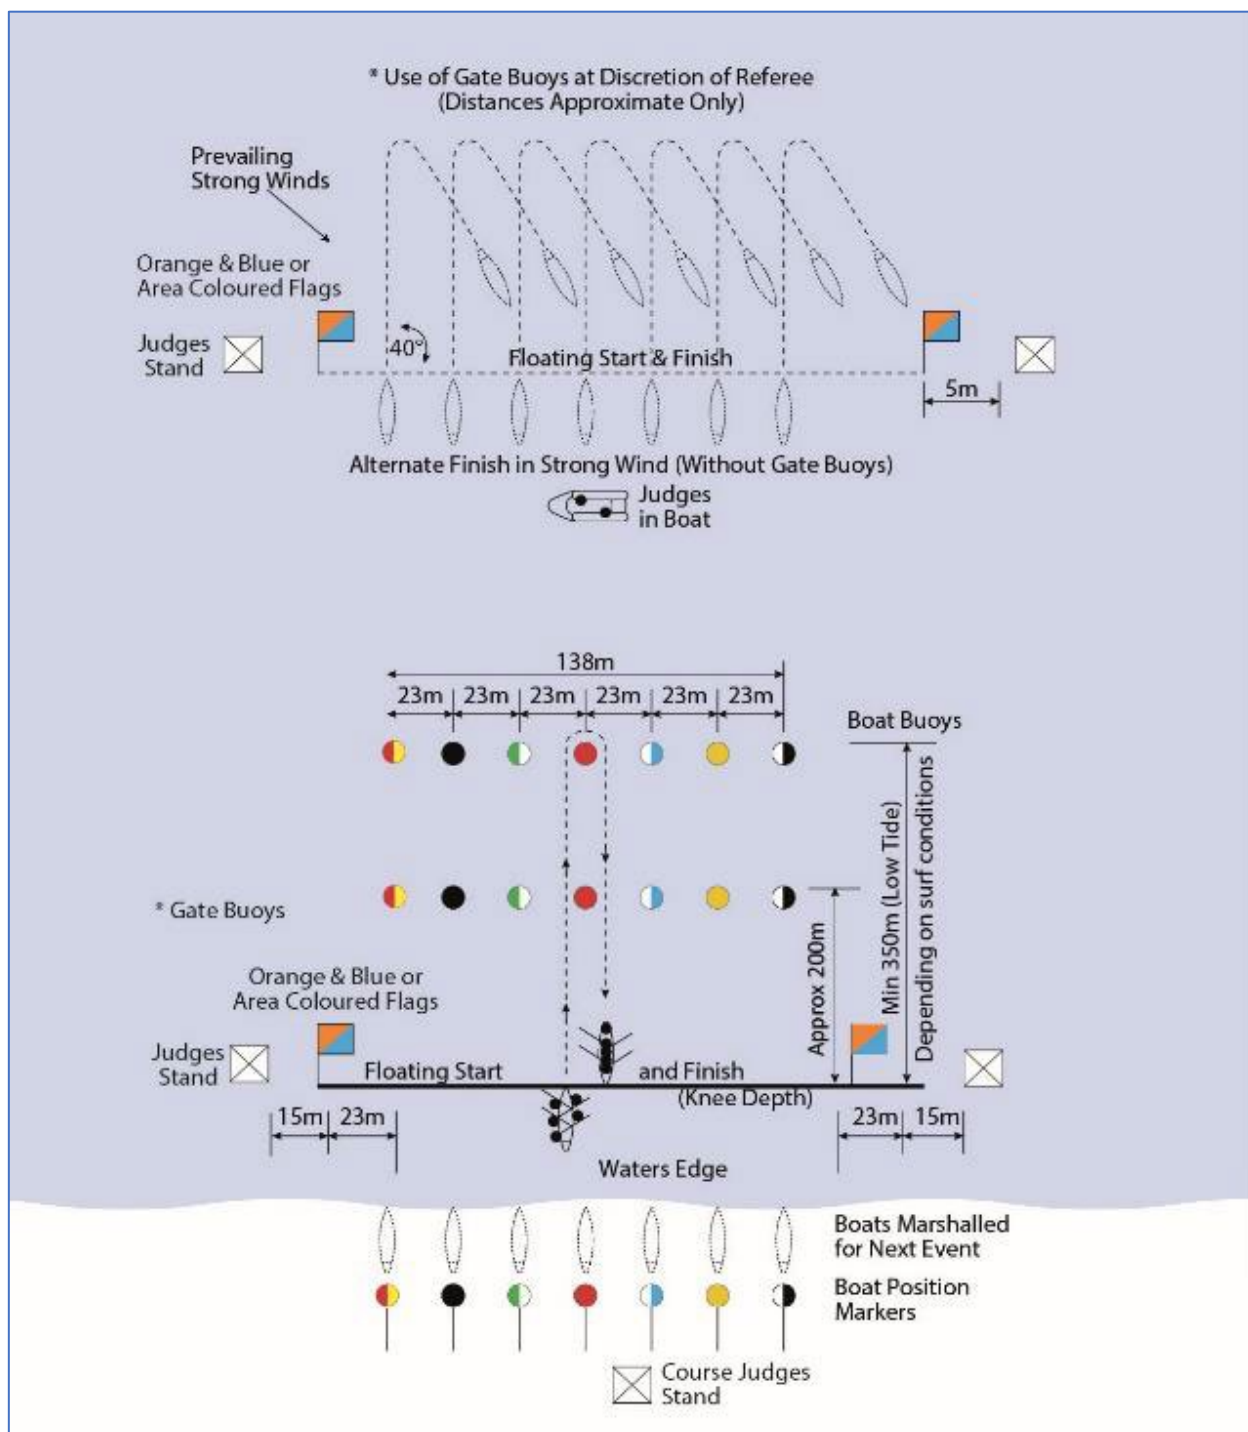 * Use of Gate Buoys at Discretion of Referee
(Distances Approximate Only)
Prevailing
Strong Winds
Orange & Blue or
Area Coloured Flags
Judges
Stand
40°
Floating Start & Finish
5m
Alternate Finish in Strong Wind (Without Gate Buoys)
Judges
in Boat
138m
23m 23m 23m 23m 23m 23m
Boat Buoys
Min 350m (Low Tide)
Depending on surf conditions
* Gate Buoys
Approx 200m
Orange & Blue or
Area Coloured Flags
Judges
Stand
Floating Start and Finish
(Knee Depth)
15m 23m 23m 15m
Waters Edge
Boats Marshalled
for Next Event
Boat Position
Markers
Course Judges
Stand